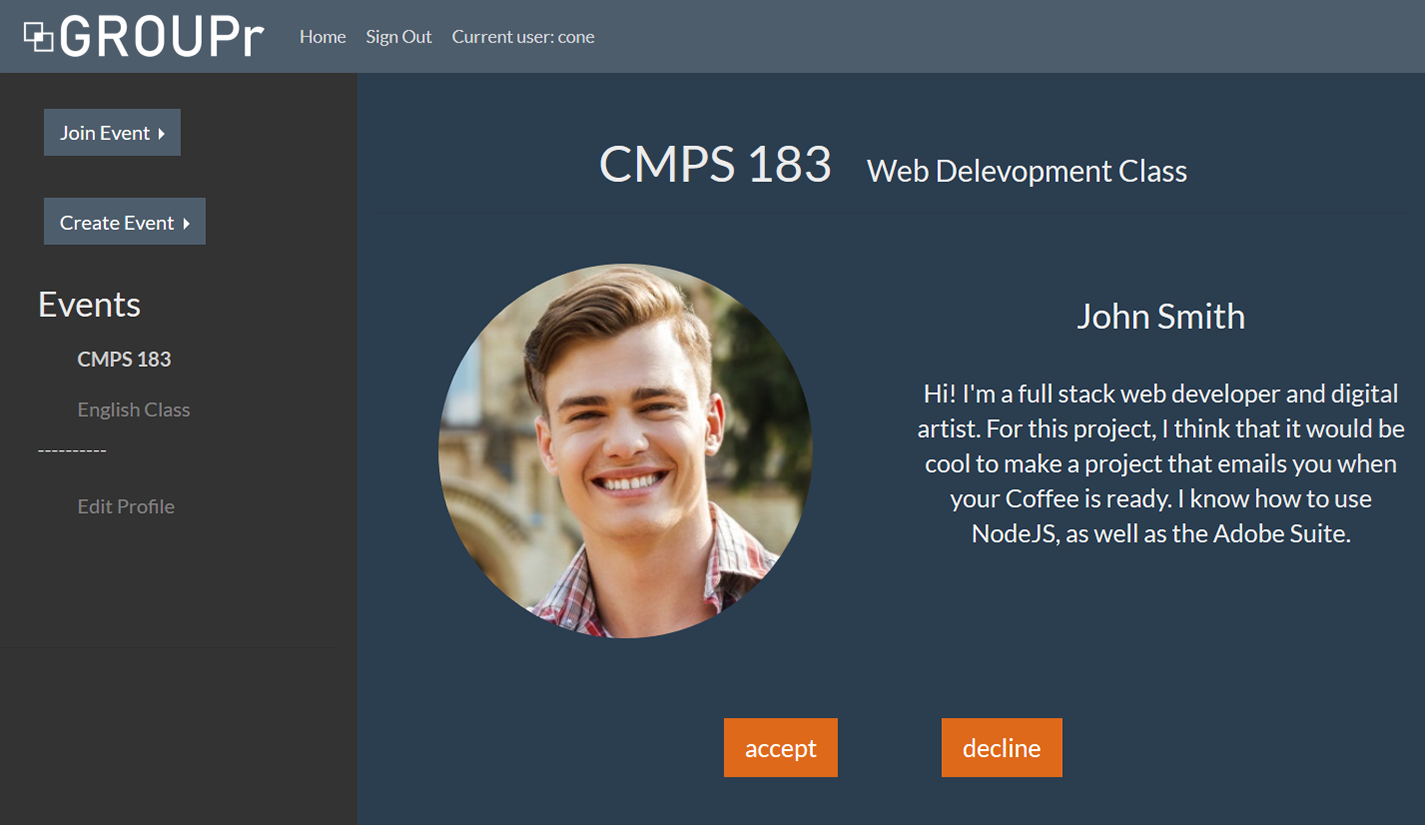 GROUPr
Home Sign Out Current user: cone
Join Event
Create Event
Events
CMPS 183
English Class
----------
Edit Profile
CMPS 183 Web Delevopment Class
John Smith
Hi! I'm a full stack web developer and digital
artist. For this project, I think that it would be
cool to make a project that emails you when
your Coffee is ready. I know how to use
NodeJS, as well as the Adobe Suite.
accept
decline